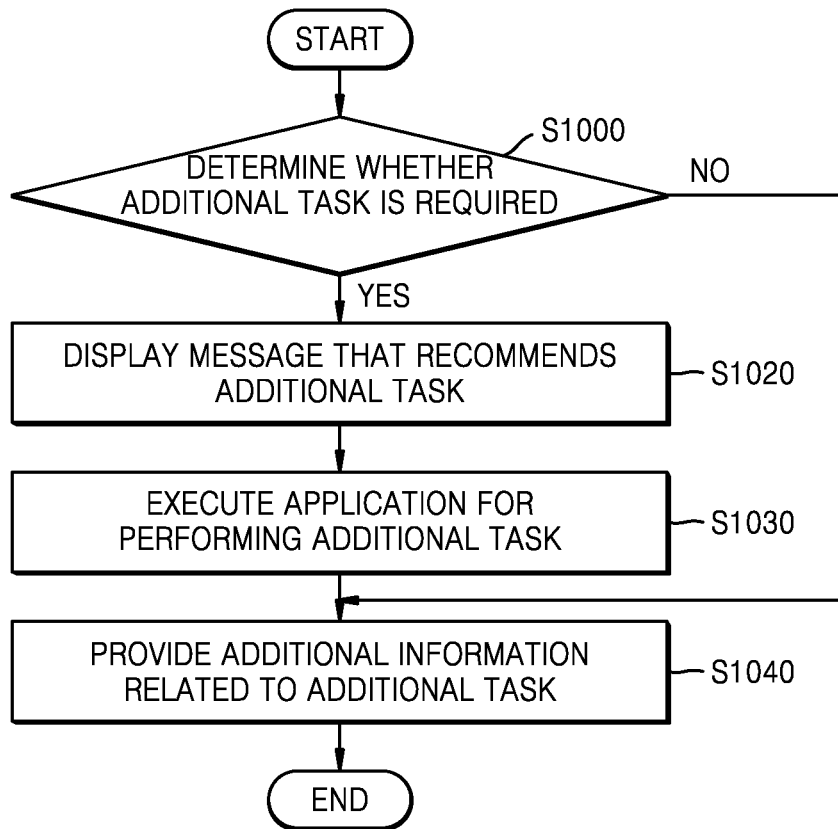 START
S1000
DETERMINE WHETHER
ADDITIONAL TASK IS REQUIRED
NO
YES
DISPLAY MESSAGE THAT RECOMMENDS
ADDITIONAL TASK
S1020
EXECUTE APPLICATION FOR
PERFORMING ADDITIONAL TASK
S1030
PROVIDE ADDITIONAL INFORMATION
RELATED TO ADDITIONAL TASK
S1040
END